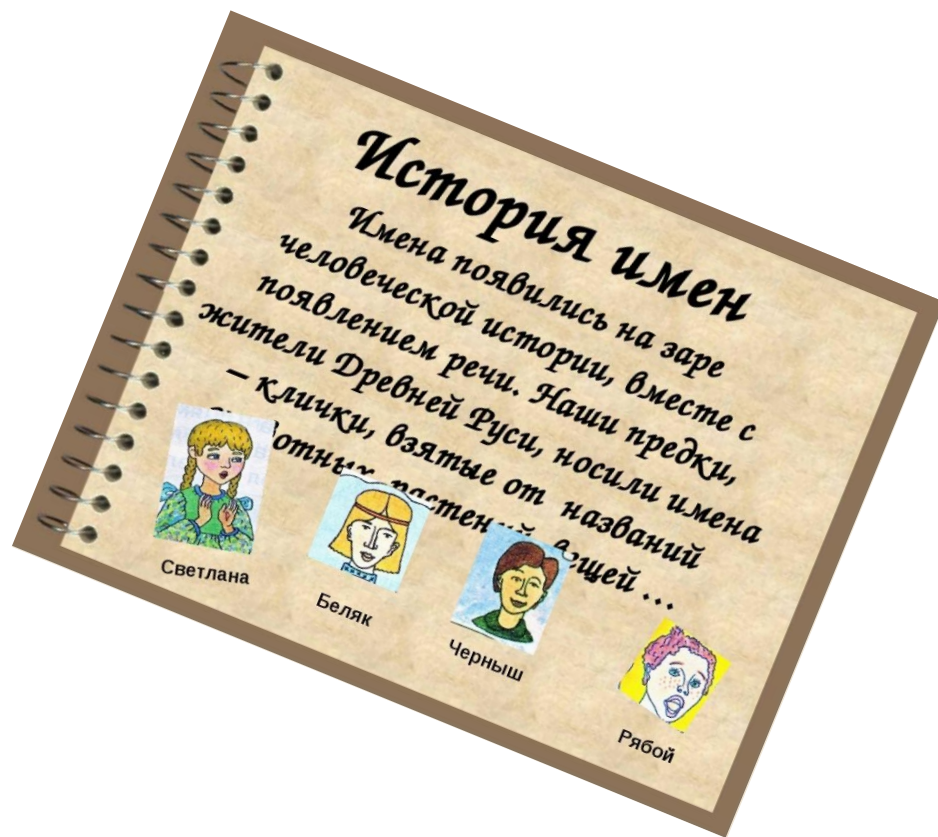 История имен
Имена появились на заре
человеческой истории, вместе с
появлением речи. Наши предки,
жители Древней Руси, носили имена
– клички, взятые от названий
растений, вещей ...
Светлана
Беляк
Черныш
Рябой